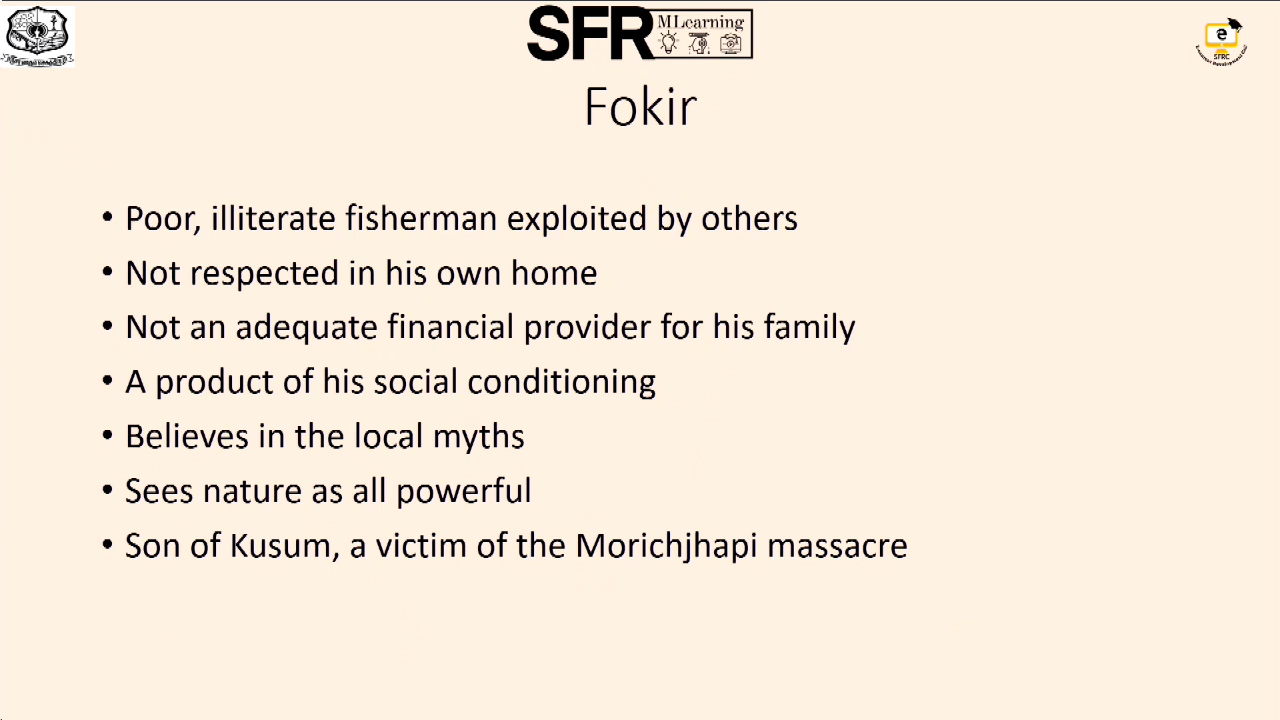 SFR MLearning
e
SFRC
Fokir
• Poor, illiterate fisherman exploited by others
• Not respected in his own home
• Not an adequate financial provider for his family
• A product of his social conditioning
• Believes in the local myths
• Sees nature as all powerful
• Son of Kusum, a victim of the Morichjhapi massacre